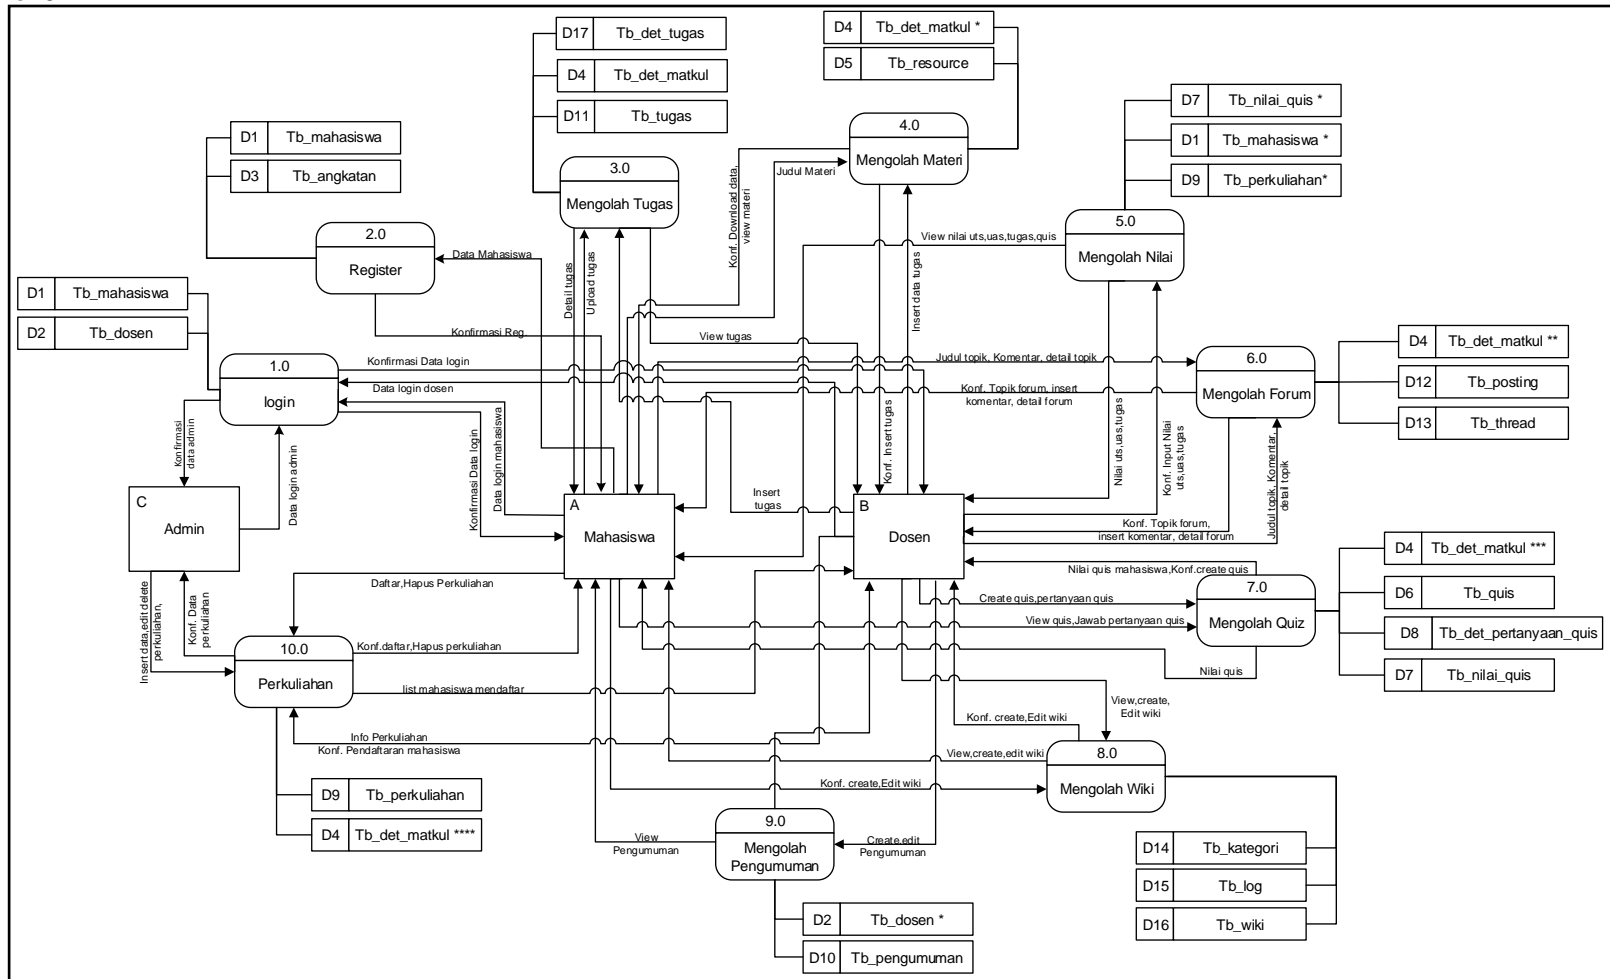 D17 Tb_det_tugas
D4 Tb_det_matkul
D11 Tb_tugas
D4 Tb_det_matkul *
D5 Tb_resource
D7 Tb_nilai_quis *
D1 Tb_mahasiswa *
D9 Tb_perkuliahan*
D1 Tb_mahasiswa
D3 Tb_angkatan
3.0
Mengolah Tugas
4.0
Mengolah Materi
5.0
Mengolah Nilai
2.0
Register
Data Mahasiswa
Konfirmasi Reg.
Detail tugas
Upload tugas
Konf. Download data,
view materi
Judul Materi
View nilai uts,uas,tugas,quis
Insert data tugas
Konf. Insert tugas
View tugas
D1 Tb_mahasiswa
D2 Tb_dosen
1.0
login
Konfirmasi Data login
Data login dosen
Konfirmasi
data admin
Data login admin
Konfirmasi Data login
Data login mahasiswa
Judul topik, Komentar, detail topik
Konf. Topik forum, insert
komentar, detail forum
6.0
Mengolah Forum
D4 Tb_det_matkul **
D12 Tb_posting
D13 Tb_thread
Nilai uts,uas,tugas
Konf. Input Nilai
uts,uas,tugas
Judul topik, Komentar,
detail topik
C
Admin
A
Mahasiswa
Insert
tugas
B
Dosen
Konf. Topik forum,
insert komentar, detail forum
Nilai quis mahasiswa,Konf.create quis
Create quis,pertanyaan quis
View quis,Jawab pertanyaan quis
Nilai quis
7.0
Mengolah Quiz
D4 Tb_det_matkul ***
D6 Tb_quis
D8 Tb_det_pertanyaan_quis
D7 Tb_nilai_quis
Insert data,edit delete
perkuliahan,
Konf. Data
perkuliahan
Daftar,Hapus Perkuliahan
10.0
Perkuliahan
Konf.daftar,Hapus perkuliahan
list mahasiswa mendaftar
Info Perkuliahan
Konf. Pendaftaran mahasiswa
D9 Tb_perkuliahan
D4 Tb_det_matkul ****
View,create,
Edit wiki
Konf. create,Edit wiki
View,create,edit wiki
Konf. create,Edit wiki
8.0
Mengolah Wiki
View
Pengumuman
9.0
Mengolah
Pengumuman
Create,edit
Pengumuman
D14 Tb_kategori
D15 Tb_log
D16 Tb_wiki
D2 Tb_dosen *
D10 Tb_pengumuman